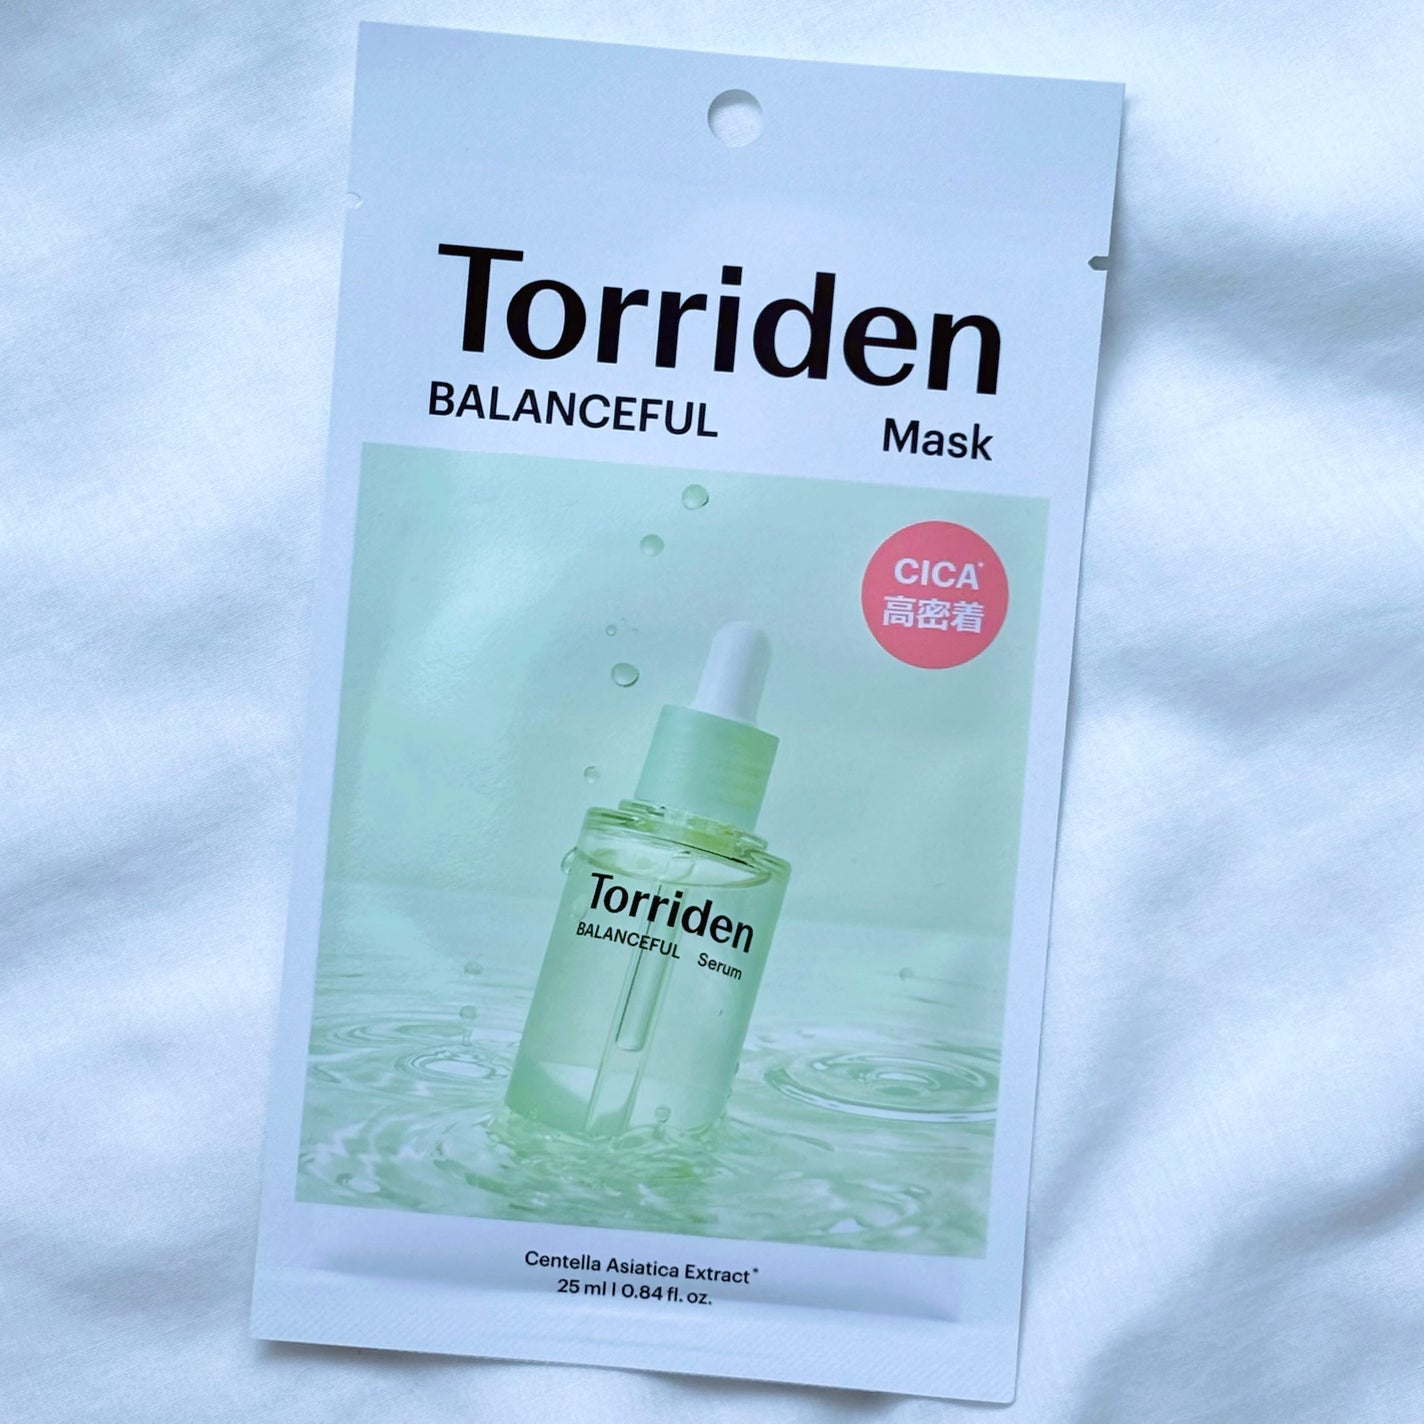 Torriden
BALANCEFUL Mask
CICA*
高密着
Torriden
BALANCEFUL Serum
Centella Asiatica Extract*
25 ml | 0.84 fl. oz.